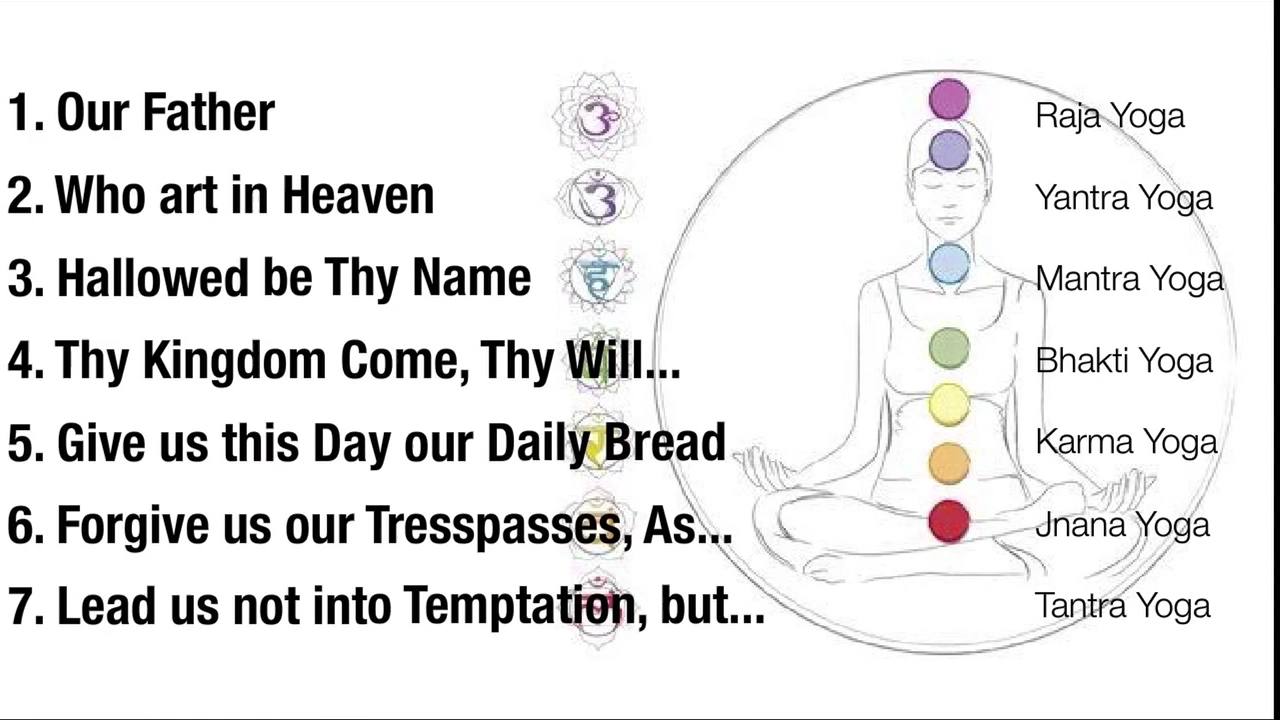 1. Our Father
2. Who art in Heaven
3. Hallowed be Thy Name
4. Thy Kingdom Come, Thy Will...
5. Give us this Day our Daily Bread
6. Forgive us our Tresspasses, As...
7. Lead us not into Temptation, but...
ॐ
ॐ
हं
Raja Yoga
Yantra Yoga
Mantra Yoga
Bhakti Yoga
Karma Yoga
Jnana Yoga
Tantra Yoga